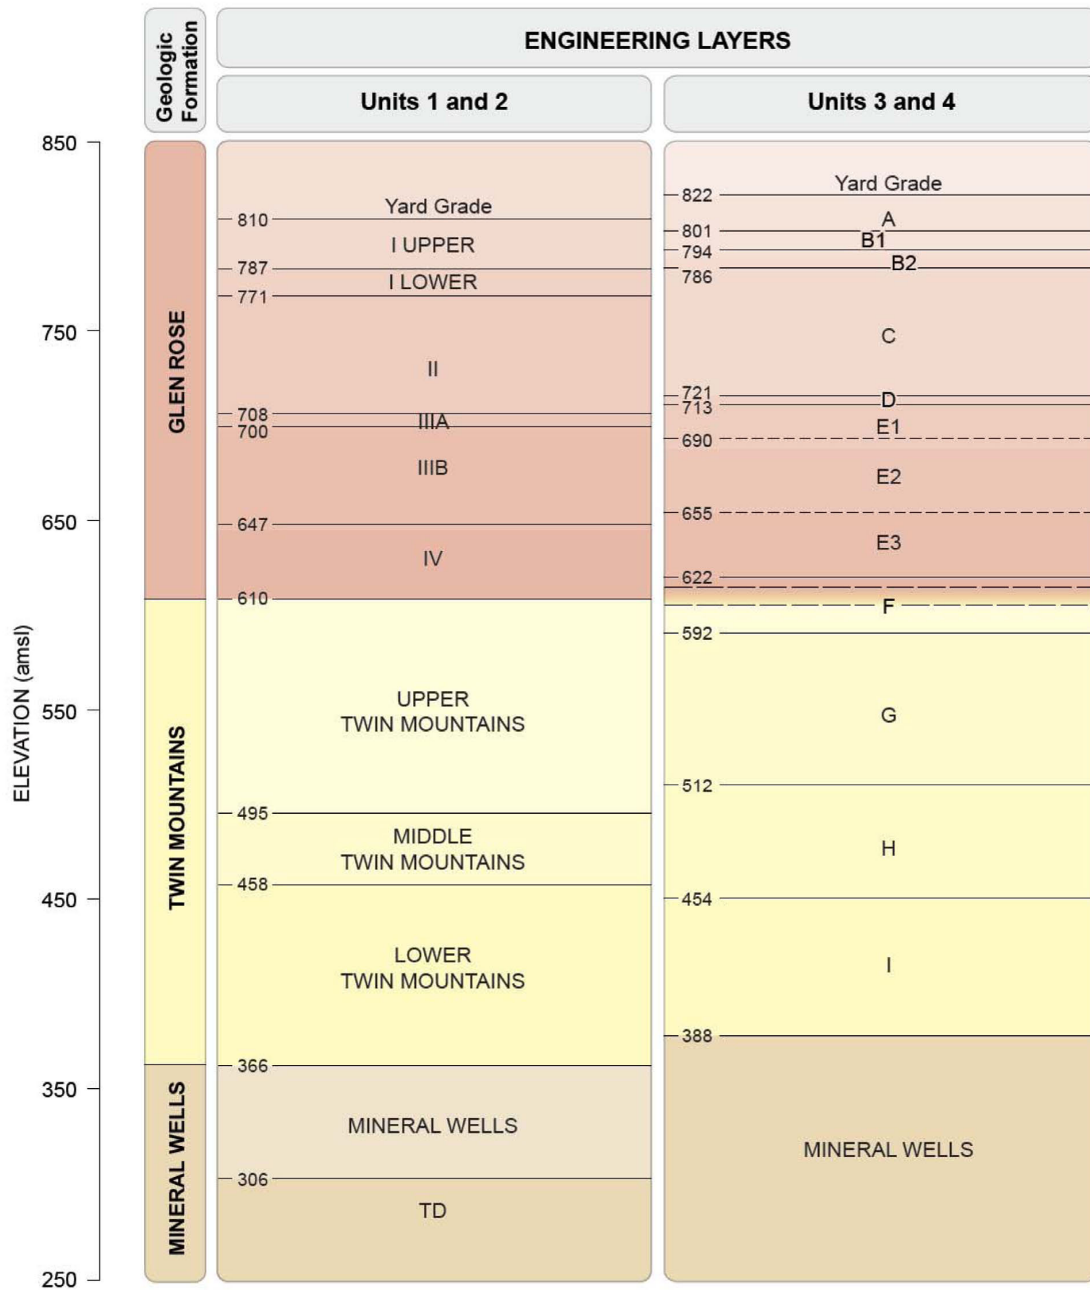 Geologic
Formation
ENGINEERING LAYERS
Units 1 and 2
Units 3 and 4
ELEVATION (amsl)
850
750
650
550
450
350
250
GLEN ROSE
TWIN MOUNTAINS
MINERAL WELLS
Yard Grade
810
I UPPER
787
I LOWER
771
II
708
IIIA
700
IIIB
647
IV
610
UPPER
TWIN MOUNTAINS
495
MIDDLE
TWIN MOUNTAINS
458
LOWER
TWIN MOUNTAINS
366
MINERAL WELLS
306
TD
Yard Grade
822
A
801
B1
794
B2
786
C
721
D
713
E1
690
E2
655
E3
622
F
592
G
512
H
454
I
388
MINERAL WELLS